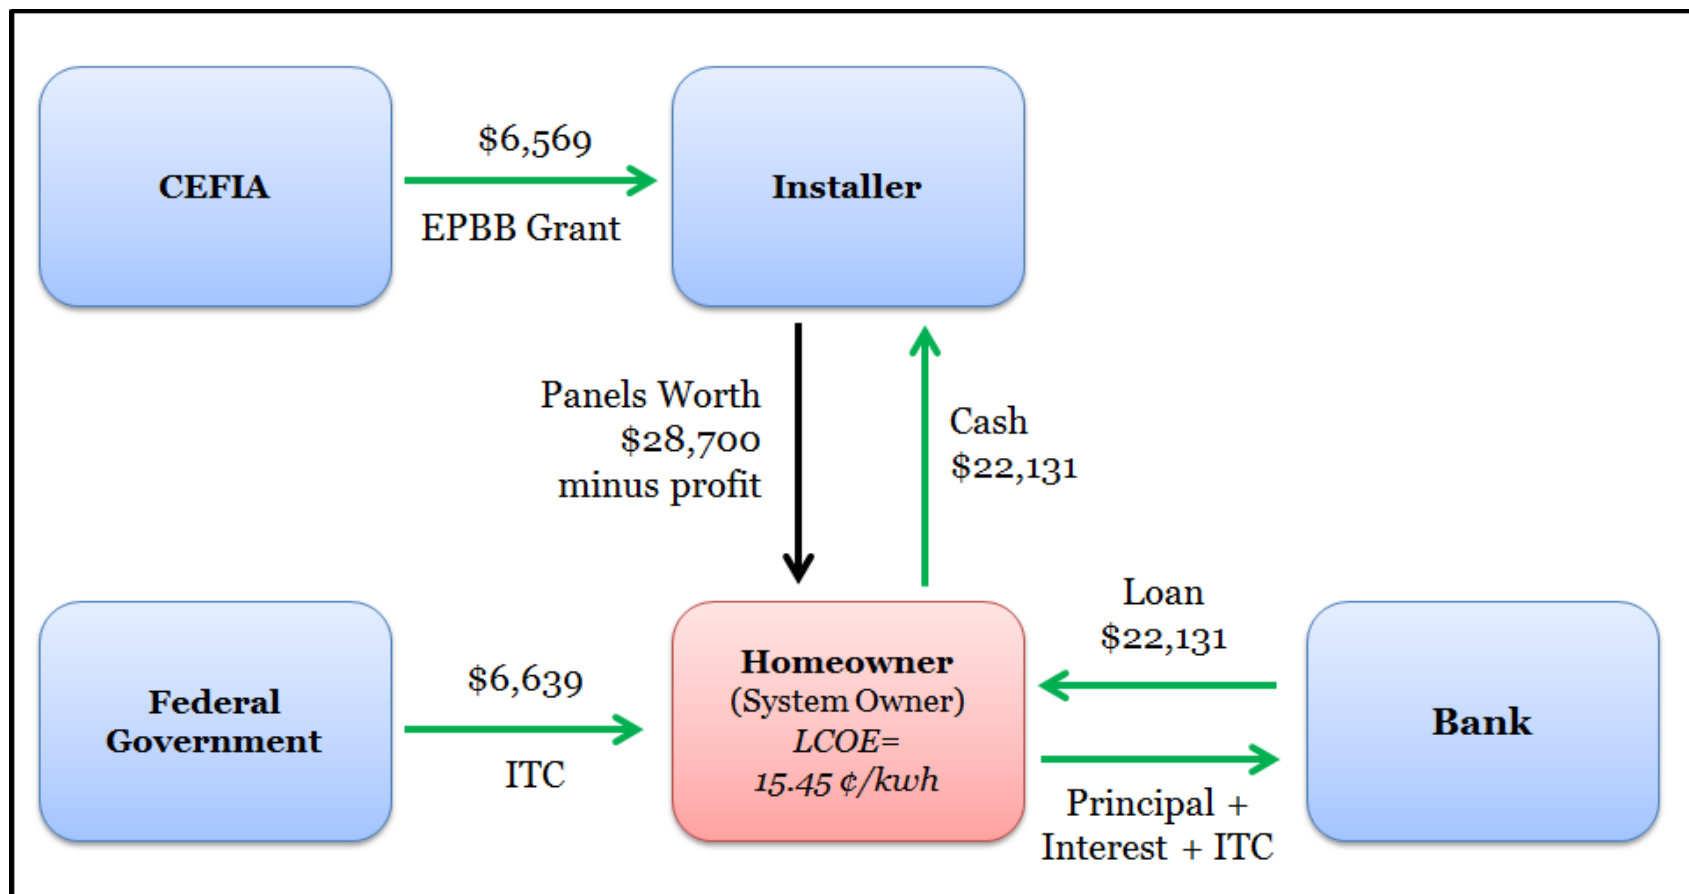 CEFIA
$6,569
EPBB Grant
Installer
Panels Worth
$28,700
minus profit
Cash
$22,131
Federal
Government
$6,639
ITC
Homeowner
(System Owner)
LCOE=
15.45 ¢/kwh
Loan
$22,131
Principal +
Interest + ITC
Bank